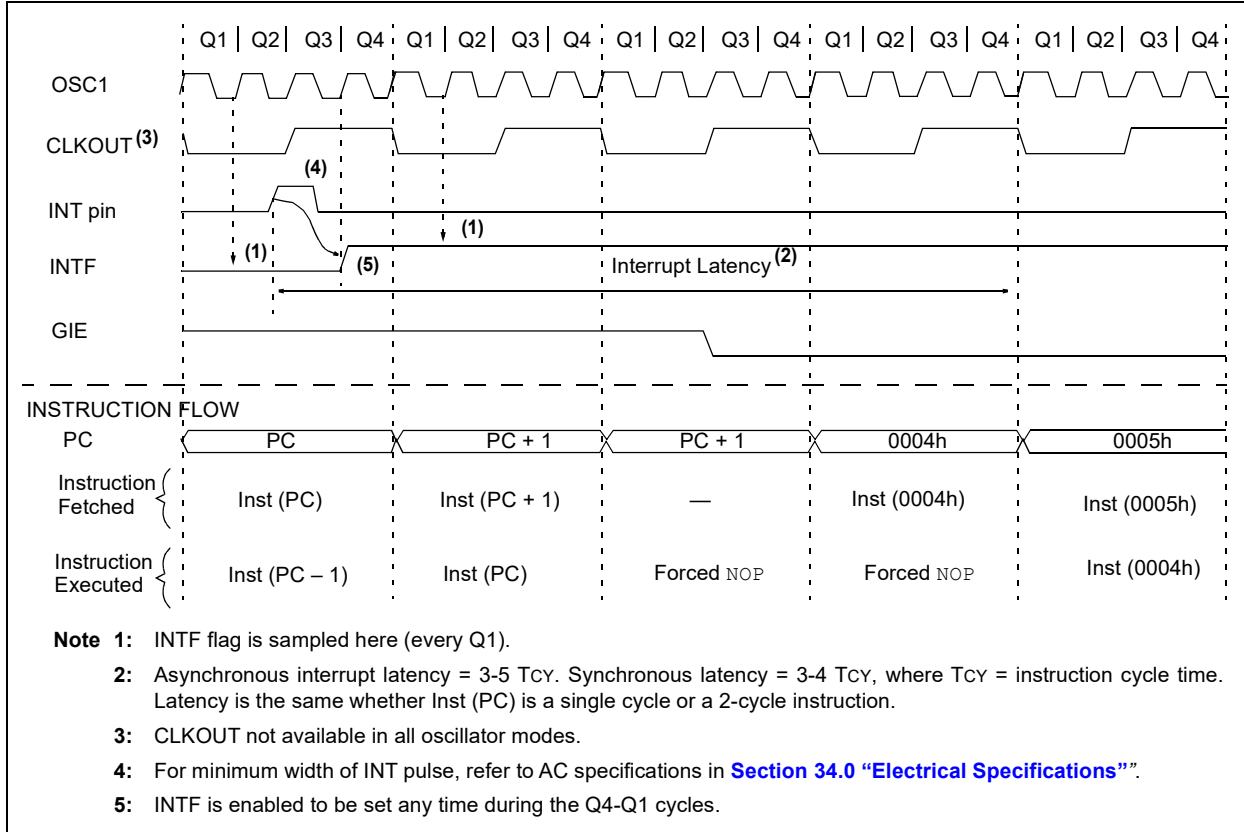 Q1 Q2 Q3 Q4 Q1 Q2 Q3 Q4 Q1 Q2 Q3 Q4 Q1 Q2 Q3 Q4 Q1 Q2 Q3 Q4
OSC1
CLKOUT (3)
(4)
INT pin
(1)
(1)
INTF
(5)
Interrupt Latency (2)
GIE
INSTRUCTION FLOW
PC PC PC + 1 PC + 1 0004h 0005h
Instruction
Fetched
Inst (PC) Inst (PC + 1) — Inst (0004h) Inst (0005h)
Instruction
Executed
Inst (PC – 1) Inst (PC) Forced NOP Forced NOP Inst (0004h)
Note 1: INTF flag is sampled here (every Q1).
2: Asynchronous interrupt latency = 3-5 TCY. Synchronous latency = 3-4 TCY, where TCY = instruction cycle time.
Latency is the same whether Inst (PC) is a single cycle or a 2-cycle instruction.
3: CLKOUT not available in all oscillator modes.
4: For minimum width of INT pulse, refer to AC specifications in Section 34.0 “Electrical Specifications””.
5: INTF is enabled to be set any time during the Q4-Q1 cycles.